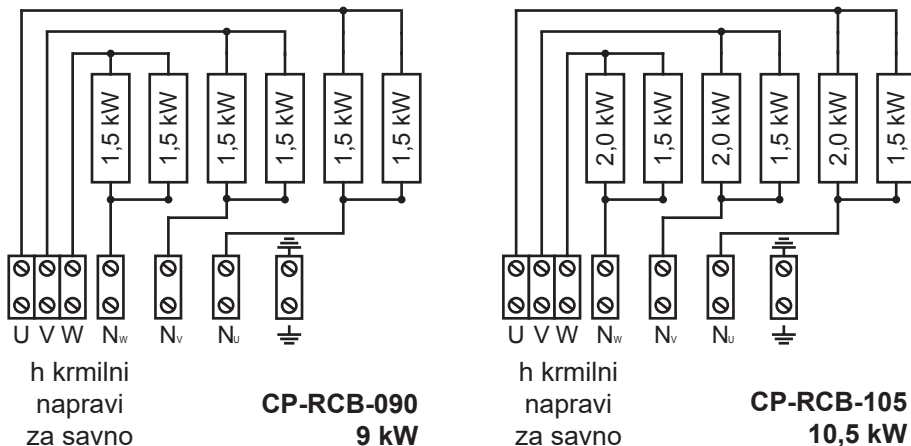 1,5 kW 1,5 kW 1,5 kW 1,5 kW 1,5 kW 1,5 kW
U V W Nw Nv Nu
h krmilni
napravi
za savno
CP-RCB-090
9 kW
2,0 kW 1,5 kW 2,0 kW 1,5 kW 2,0 kW 1,5 kW
U V W Nw Nv Nu
h krmilni
napravi
za savno
CP-RCB-105
10,5 kW